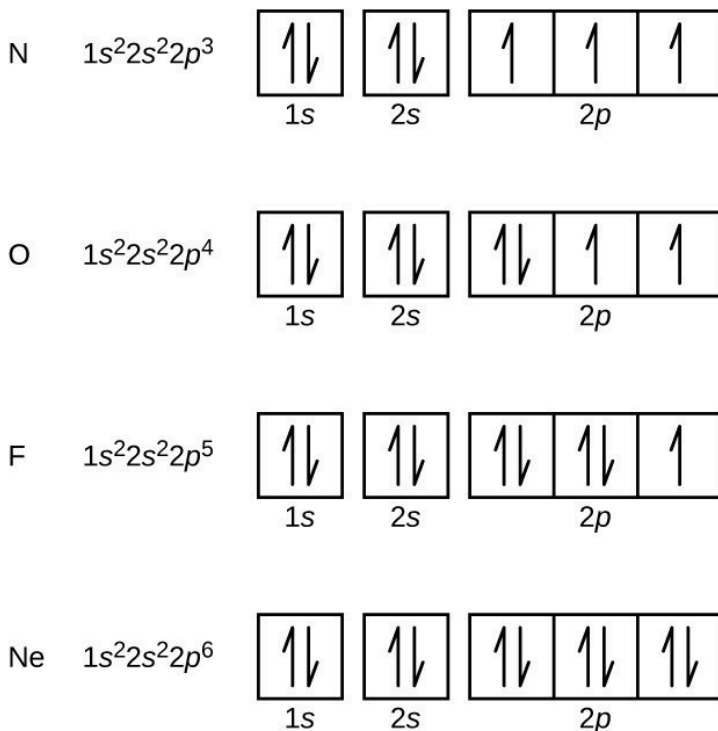 N 1s²2s²2p³
1s 2s 2p
O 1s²2s²2p⁴
1s 2s 2p
F 1s²2s²2p⁵
1s 2s 2p
Ne 1s²2s²2p⁶
1s 2s 2p